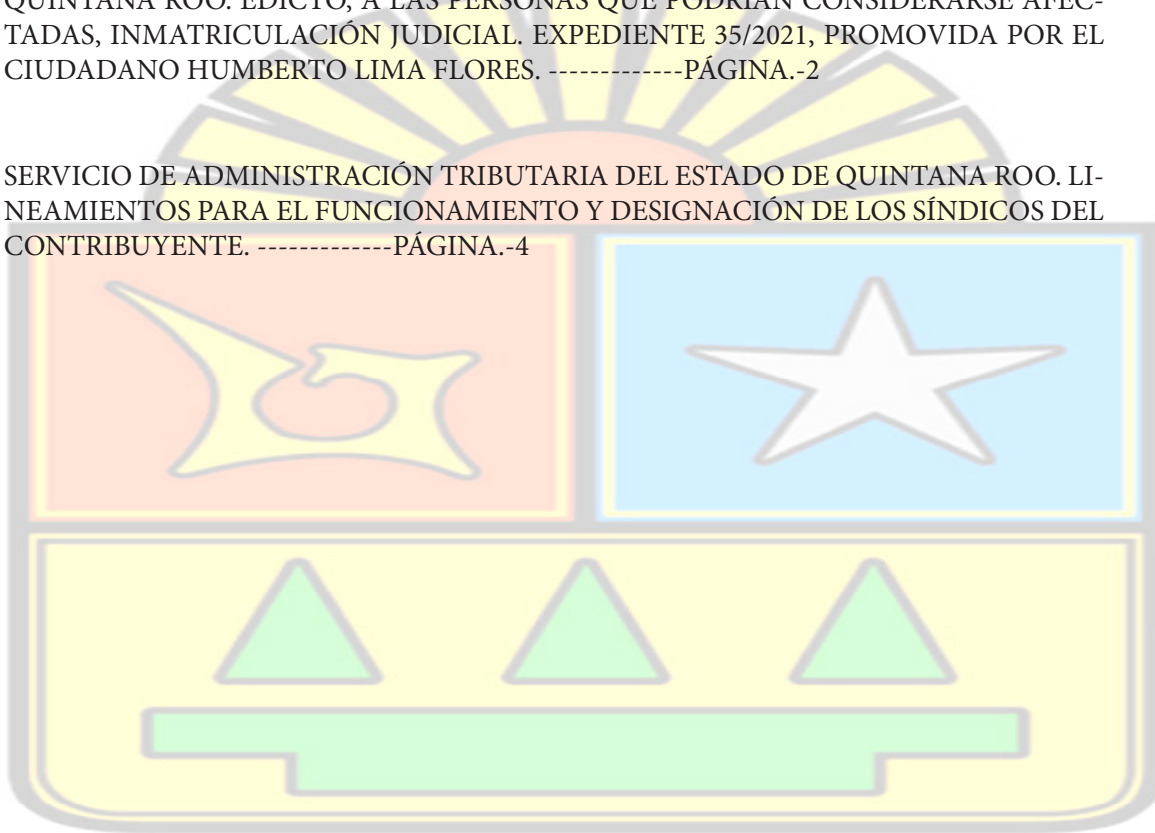 QUINTANA ROO. EDICTO, A LAS PERSONAS QUE PODRÍAN CONSIDERARSE AFEC-
TADAS, INMATRICULACIÓN JUDICIAL. EXPEDIENTE 35/2021, PROMOVIDA POR EL
CIUDADANO HUMBERTO LIMA FLORES. -------------PÁGINA.-2
SERVICIO DE ADMINISTRACIÓN TRIBUTARIA DEL ESTADO DE QUINTANA ROO. LI-
NEAMIENTOS PARA EL FUNCIONAMIENTO Y DESIGNACIÓN DE LOS SÍNDICOS DEL
CONTRIBUYENTE. -------------PÁGINA.-4